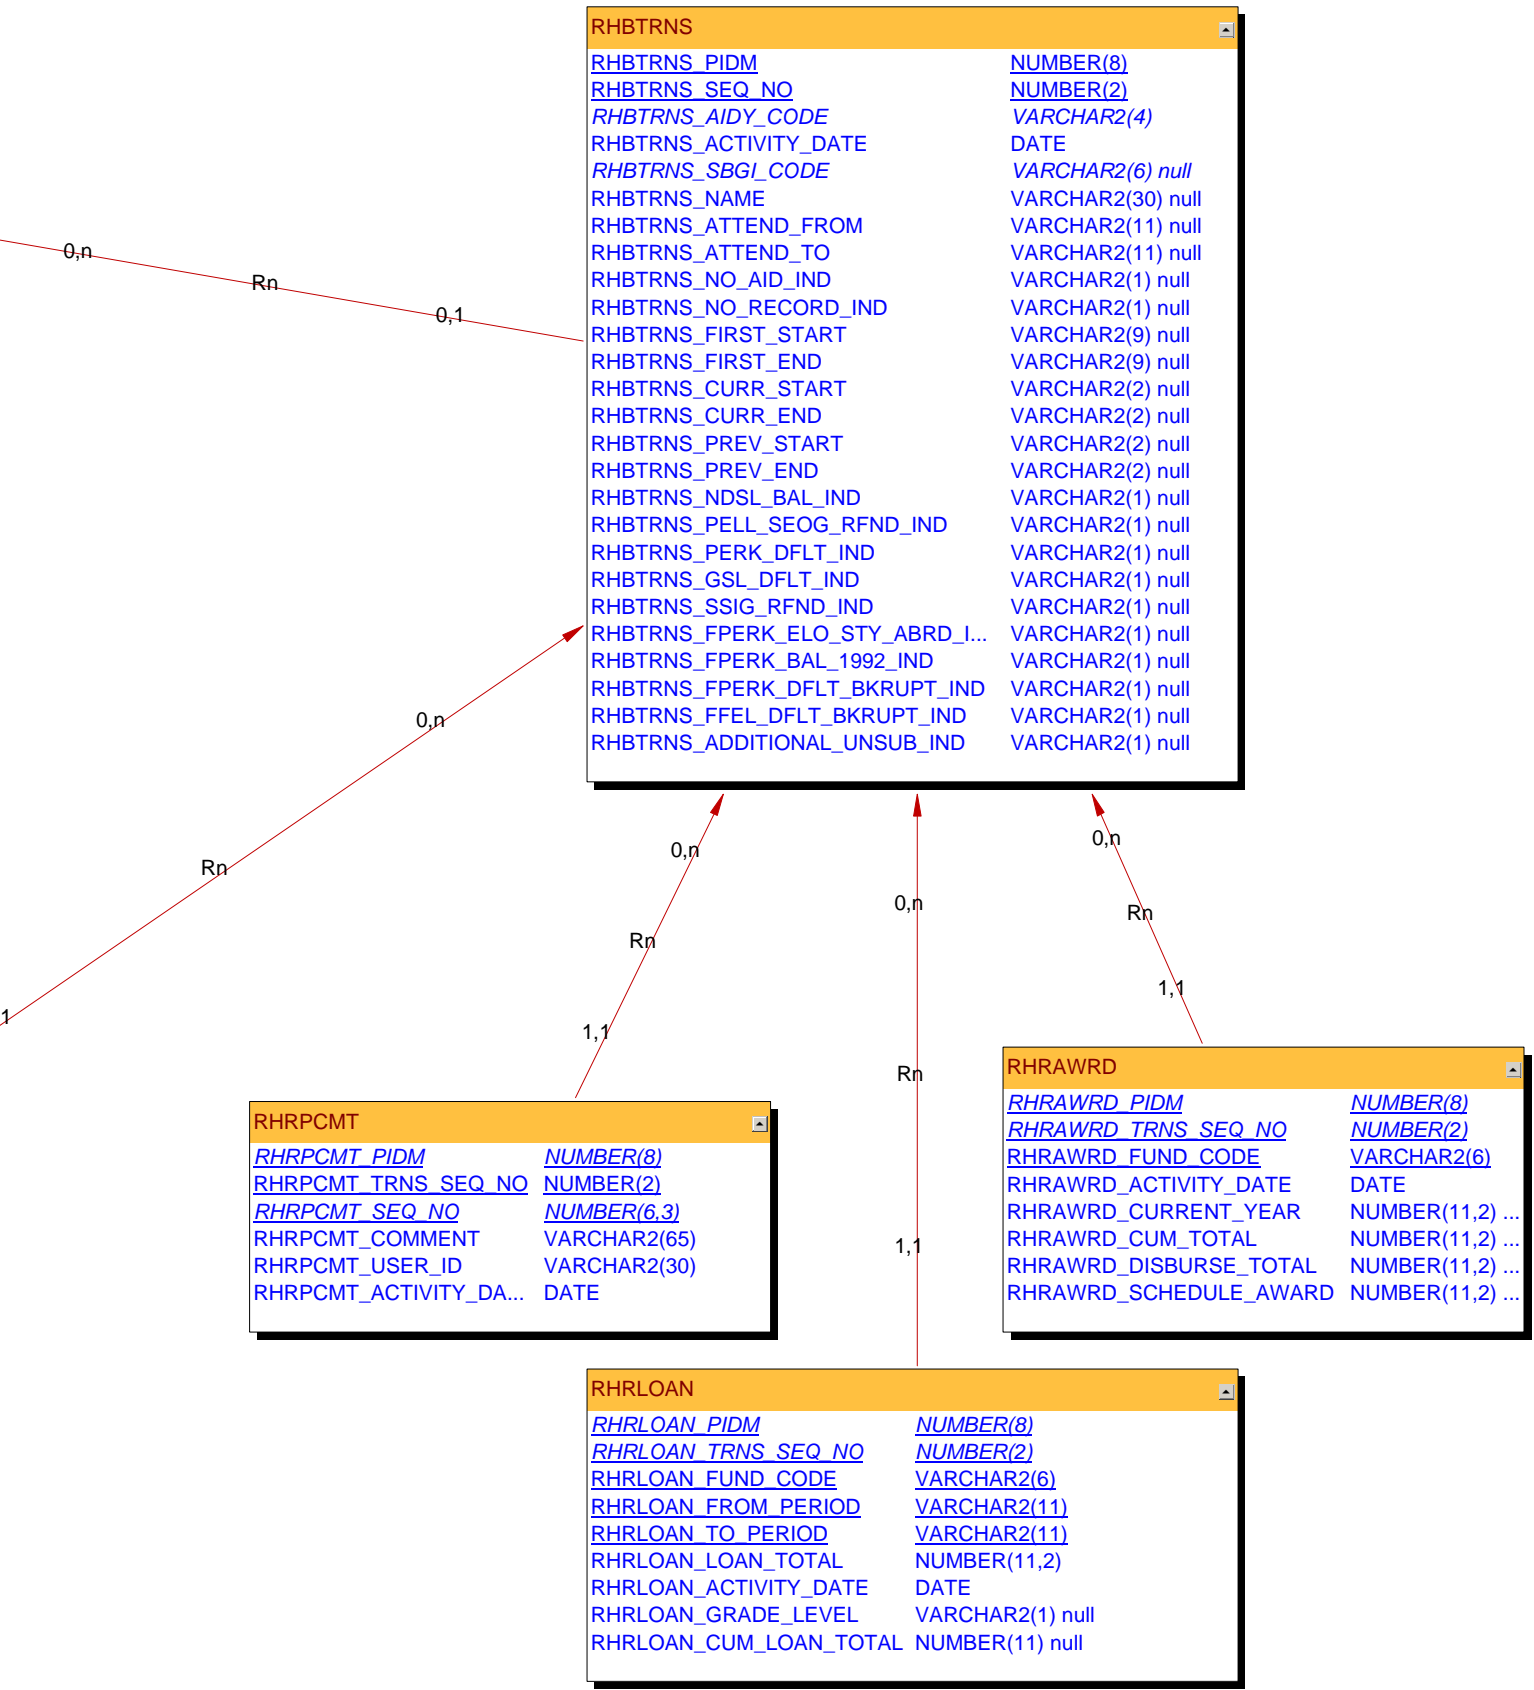 RHBTRNS
RHBTRNS_PIDM NUMBER(8)
RHBTRNS_SEQ_NO NUMBER(2)
RHBTRNS_AIDY_CODE VARCHAR2(4)
RHBTRNS_ACTIVITY_DATE DATE
RHBTRNS_SBGI_CODE VARCHAR2(6) null
RHBTRNS_NAME VARCHAR2(30) null
RHBTRNS_ATTEND_FROM VARCHAR2(11) null
RHBTRNS_ATTEND_TO VARCHAR2(11) null
RHBTRNS_NO_AID_IND VARCHAR2(1) null
RHBTRNS_NO_RECORD_IND VARCHAR2(1) null
RHBTRNS_FIRST_START VARCHAR2(9) null
RHBTRNS_FIRST_END VARCHAR2(9) null
RHBTRNS_CURR_START VARCHAR2(2) null
RHBTRNS_CURR_END VARCHAR2(2) null
RHBTRNS_PREV_START VARCHAR2(2) null
RHBTRNS_PREV_END VARCHAR2(2) null
RHBTRNS_NDSL_BAL_IND VARCHAR2(1) null
RHBTRNS_PELL_SEOG_RFND_IND VARCHAR2(1) null
RHBTRNS_PERK_DFLT_IND VARCHAR2(1) null
RHBTRNS_GSL_DFLT_IND VARCHAR2(1) null
RHBTRNS_SSIG_RFND_IND VARCHAR2(1) null
RHBTRNS_FPERK_ELO_STY_ABRD_I... VARCHAR2(1) null
RHBTRNS_FPERK_BAL_1992_IND VARCHAR2(1) null
RHBTRNS_FPERK_DFLT_BKRUPT_IND VARCHAR2(1) null
RHBTRNS_FFEL_DFLT_BKRUPT_IND VARCHAR2(1) null
RHBTRNS_ADDITIONAL_UNSUB_IND VARCHAR2(1) null
0,n
Rn
0,1
0,n
Rn
1
0,n
Rn
1,1
0,n
Rn
1,1
0,n
Rn
1,1
RHRPCMT
RHRPCMT_PIDM NUMBER(8)
RHRPCMT_TRNS_SEQ_NO NUMBER(2)
RHRPCMT_SEQ_NO NUMBER(6,3)
RHRPCMT_COMMENT VARCHAR2(65)
RHRPCMT_USER_ID VARCHAR2(30)
RHRPCMT_ACTIVITY_DA... DATE
RHRAWRD
RHRAWRD_PIDM NUMBER(8)
RHRAWRD_TRNS_SEQ_NO NUMBER(2)
RHRAWRD_FUND_CODE VARCHAR2(6)
RHRAWRD_ACTIVITY_DATE DATE
RHRAWRD_CURRENT_YEAR NUMBER(11,2) ...
RHRAWRD_CUM_TOTAL NUMBER(11,2) ...
RHRAWRD_DISBURSE_TOTAL NUMBER(11,2) ...
RHRAWRD_SCHEDULE_AWARD NUMBER(11,2) ...
RHRLOAN
RHRLOAN_PIDM NUMBER(8)
RHRLOAN_TRNS_SEQ_NO NUMBER(2)
RHRLOAN_FUND_CODE VARCHAR2(6)
RHRLOAN_FROM_PERIOD VARCHAR2(11)
RHRLOAN_TO_PERIOD VARCHAR2(11)
RHRLOAN_LOAN_TOTAL NUMBER(11,2)
RHRLOAN_ACTIVITY_DATE DATE
RHRLOAN_GRADE_LEVEL VARCHAR2(1) null
RHRLOAN_CUM_LOAN_TOTAL NUMBER(11) null